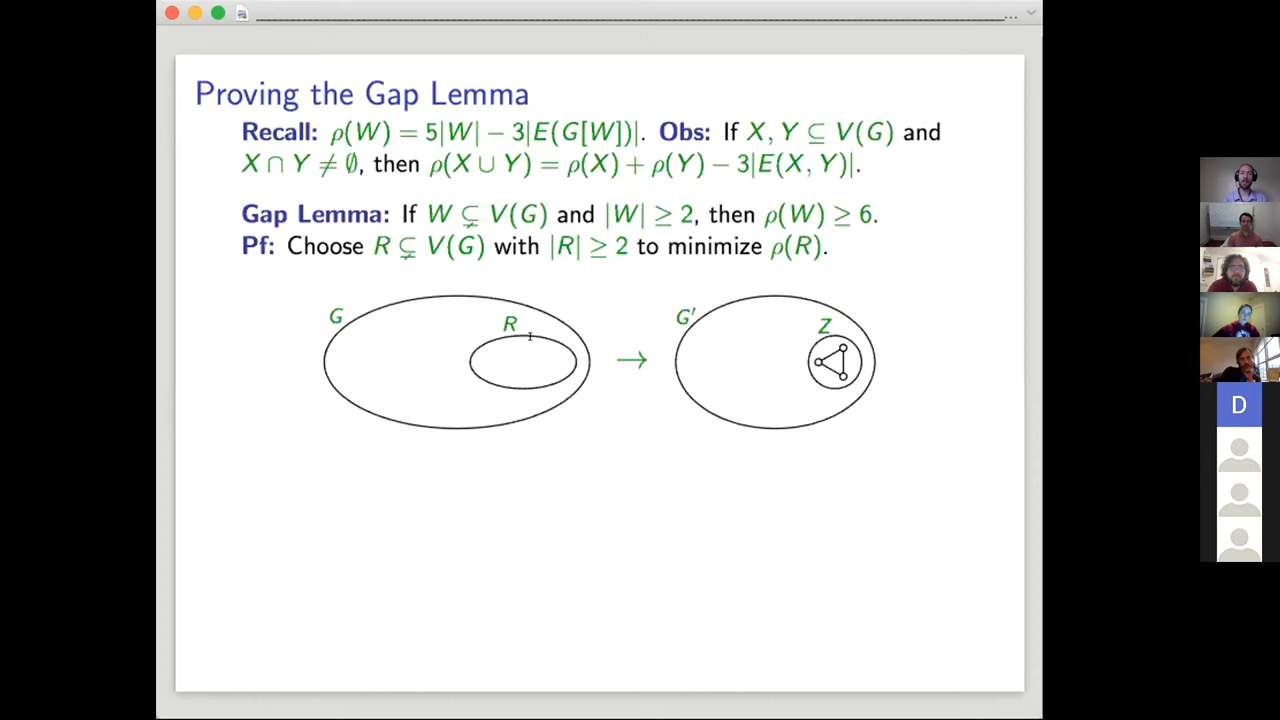 Proving the Gap Lemma
Recall: ρ(W) = 5|W| − 3|E(G[W])|. Obs: If X, Y ⊆ V(G) and
X ∩ Y ≠ ∅, then ρ(X ∪ Y) = ρ(X) + ρ(Y) − 3|E(X, Y)|.
Gap Lemma: If W ⊊ V(G) and |W| ≥ 2, then ρ(W) ≥ 6.
Pf: Choose R ⊊ V(G) with |R| ≥ 2 to minimize ρ(R).
G R → G′ Z
D